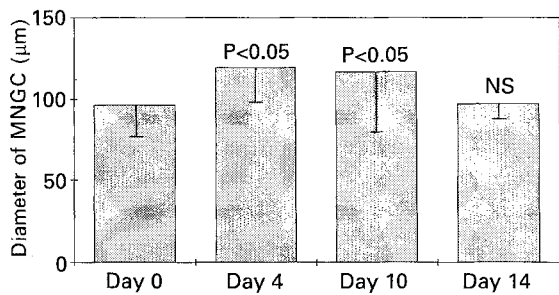 Diameter of MNGC (μm)
150
100
50
0
P<0.05
P<0.05
NS
Day 0
Day 4
Day 10
Day 14